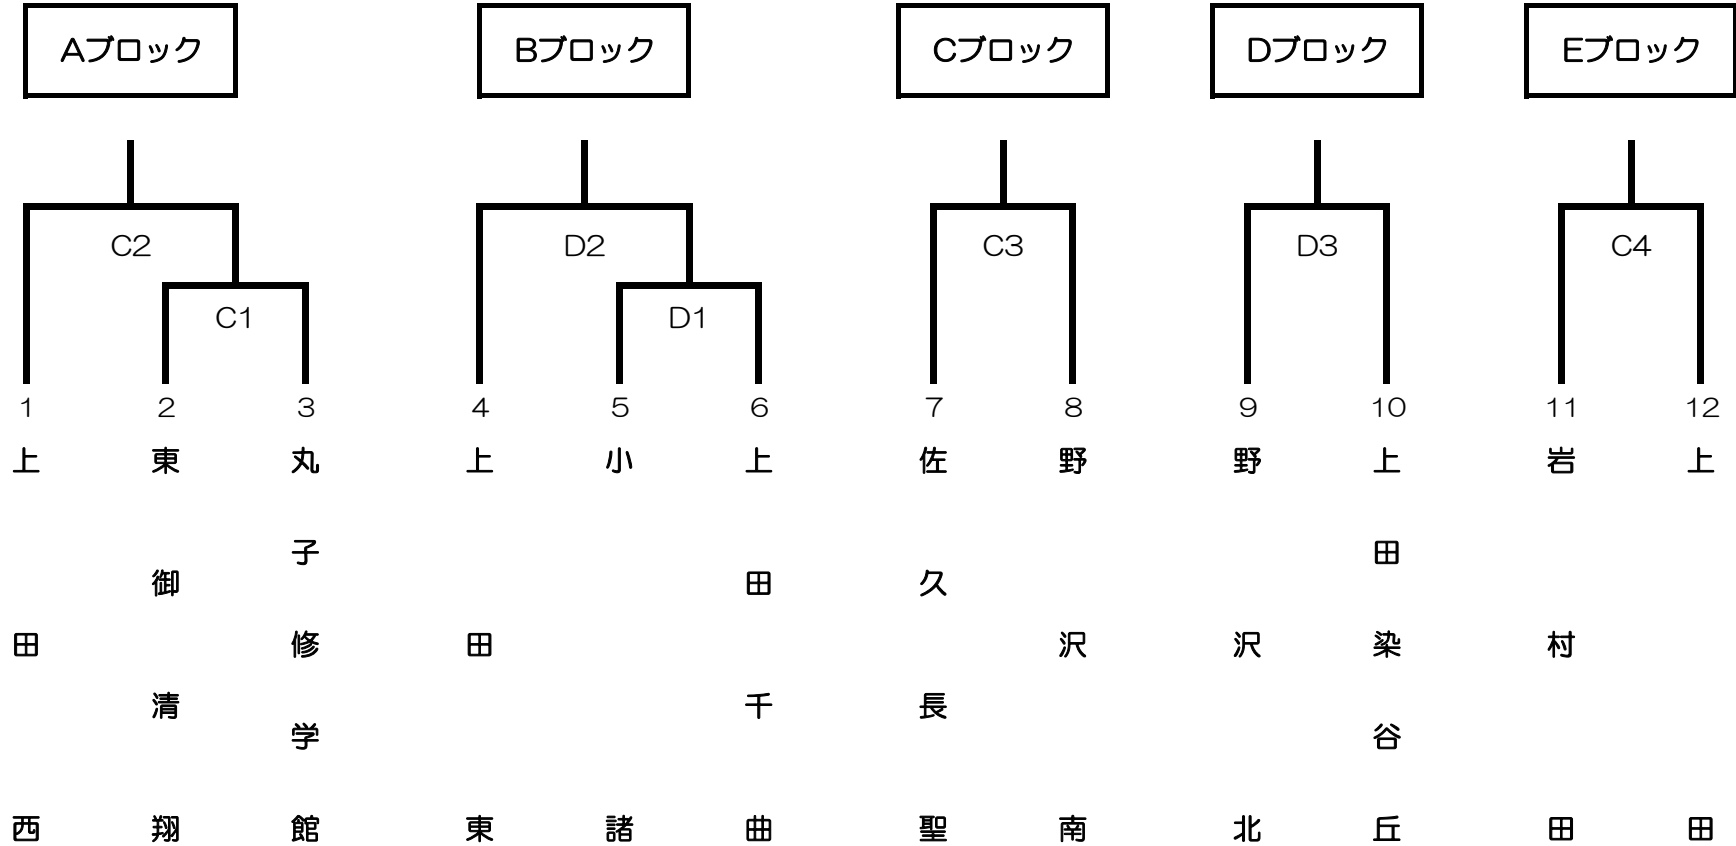 Aブロック Bブロック Cブロック Dブロック Eブロック
C2 D2 C3 D3 C4
C1 D1
1 2 3 4 5 6 7 8 9 10 11 12
上田西
東御清翔
丸子修学館
上田東
小諸
上田千曲
佐久長聖
野沢南
野沢北
上田染谷丘
岩村田
上田